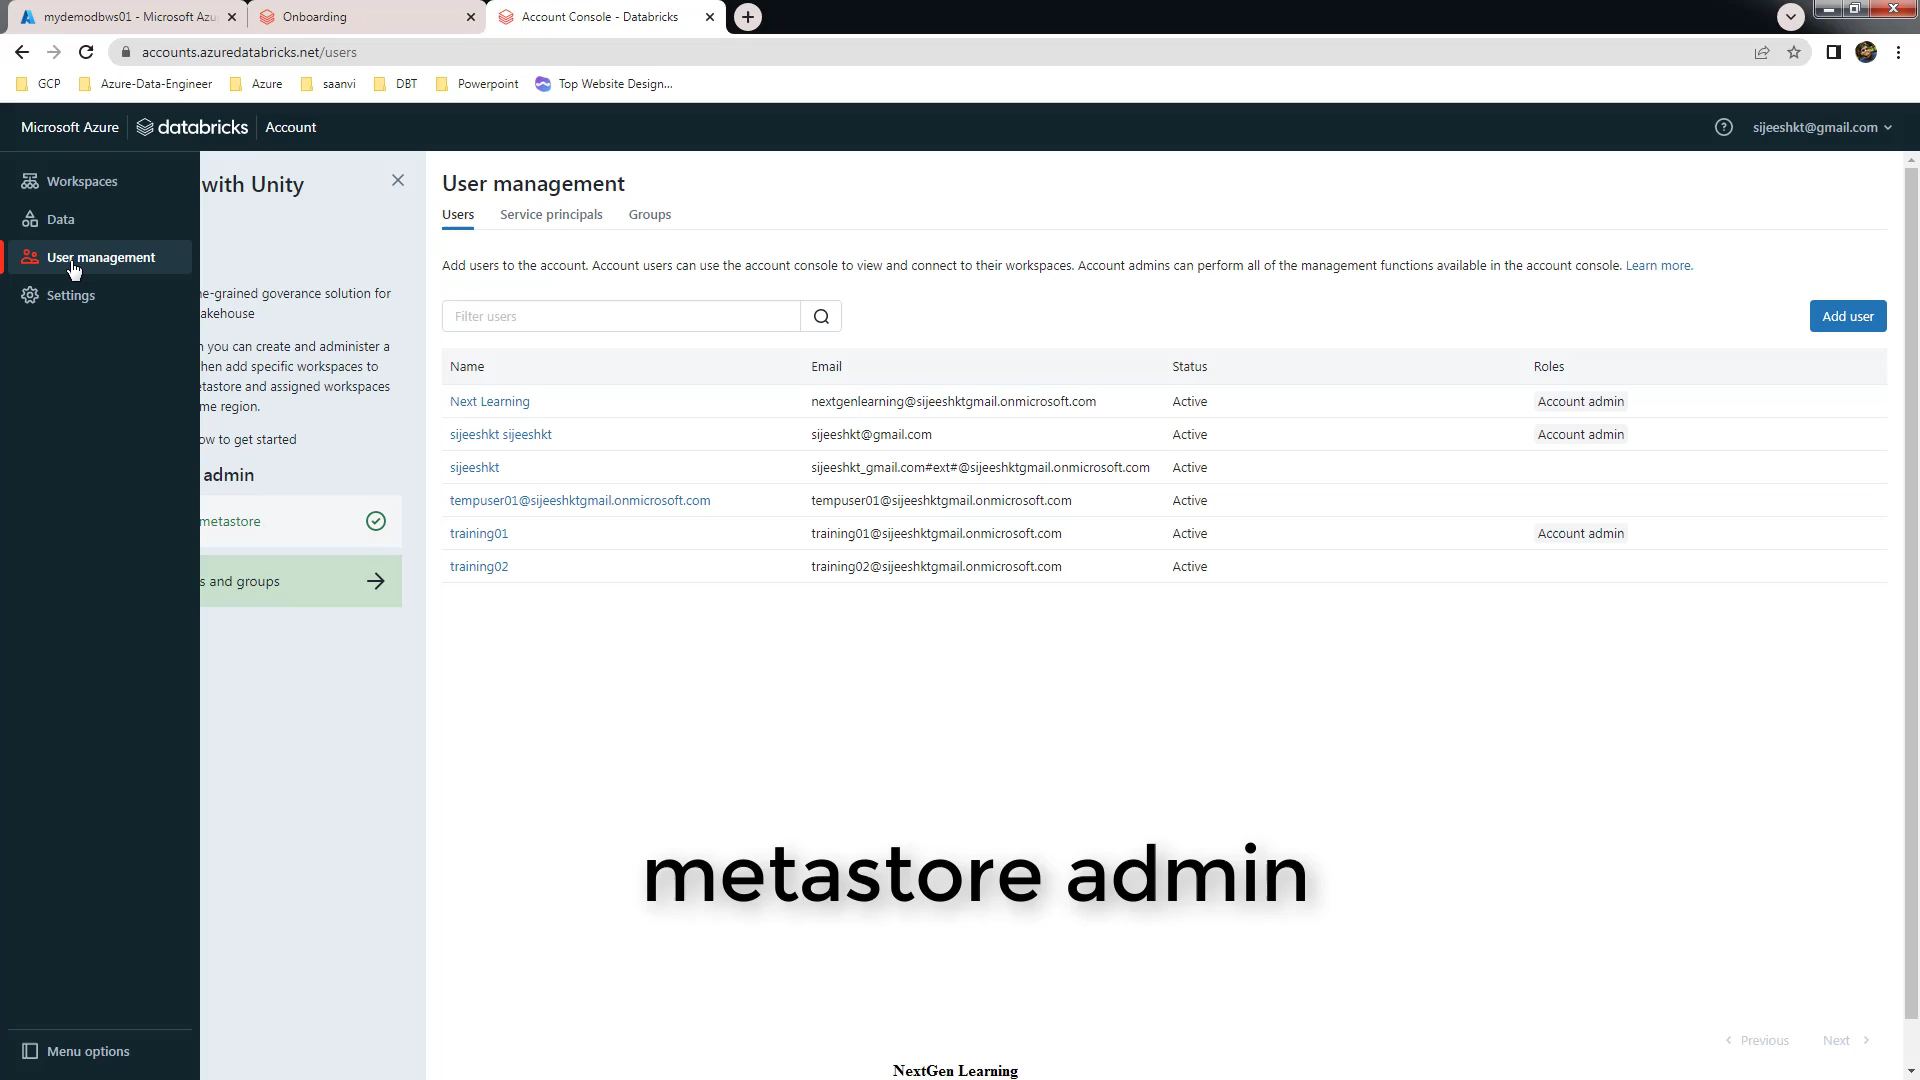 mydemodbws01 - Microsoft Azu
Onboarding
Account Console - Databricks
accounts.azuredatabricks.net/users
GCP
Azure-Data-Engineer
Azure
saanvi
DBT
Powerpoint
Top Website Design...
Microsoft Azure
databricks
Account
sijeeshkt@gmail.com
Workspaces
Data
User management
Settings
Menu options
with Unity
ne-grained goverance solution for
akehouse
n you can create and administer a
hen add specific workspaces to
etastore and assigned workspaces
me region.
ow to get started
admin
metastore
s and groups
User management
Users
Service principals
Groups
Add users to the account. Account users can use the account console to view and connect to their workspaces. Account admins can perform all of the management functions available in the account console. Learn more.
Filter users
Add user
Name Email Status Roles
Next Learning nextgenlearning@sijeeshktgmail.onmicrosoft.com Active Account admin
sijeeshkt sijeeshkt sijeeshkt@gmail.com Active Account admin
sijeeshkt sijeeshkt_gmail.com#ext#@sijeeshktgmail.onmicrosoft.com Active
tempuser01@sijeeshktgmail.onmicrosoft.com tempuser01@sijeeshktgmail.onmicrosoft.com Active
training01 training01@sijeeshktgmail.onmicrosoft.com Active Account admin
training02 training02@sijeeshktgmail.onmicrosoft.com Active
metastore admin
Previous
Next
NextGen Learning